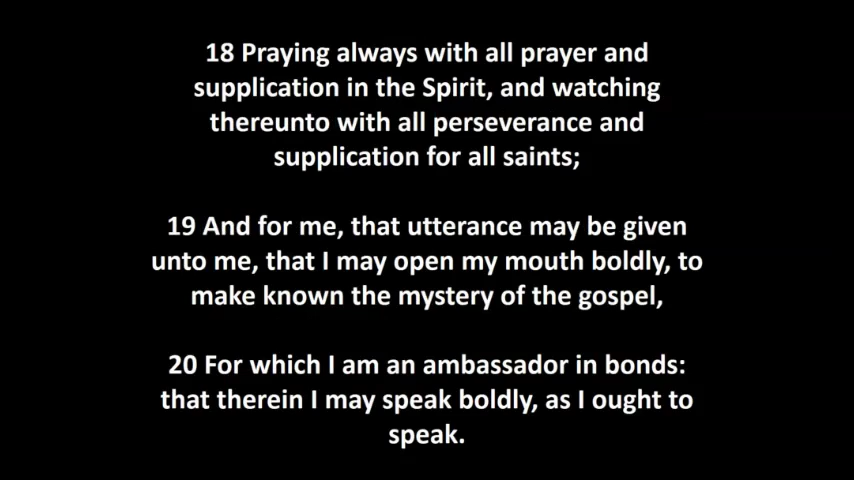 18 Praying always with all prayer and
supplication in the Spirit, and watching
thereunto with all perseverance and
supplication for all saints;
19 And for me, that utterance may be given
unto me, that I may open my mouth boldly, to
make known the mystery of the gospel,
20 For which I am an ambassador in bonds:
that therein I may speak boldly, as I ought to
speak.